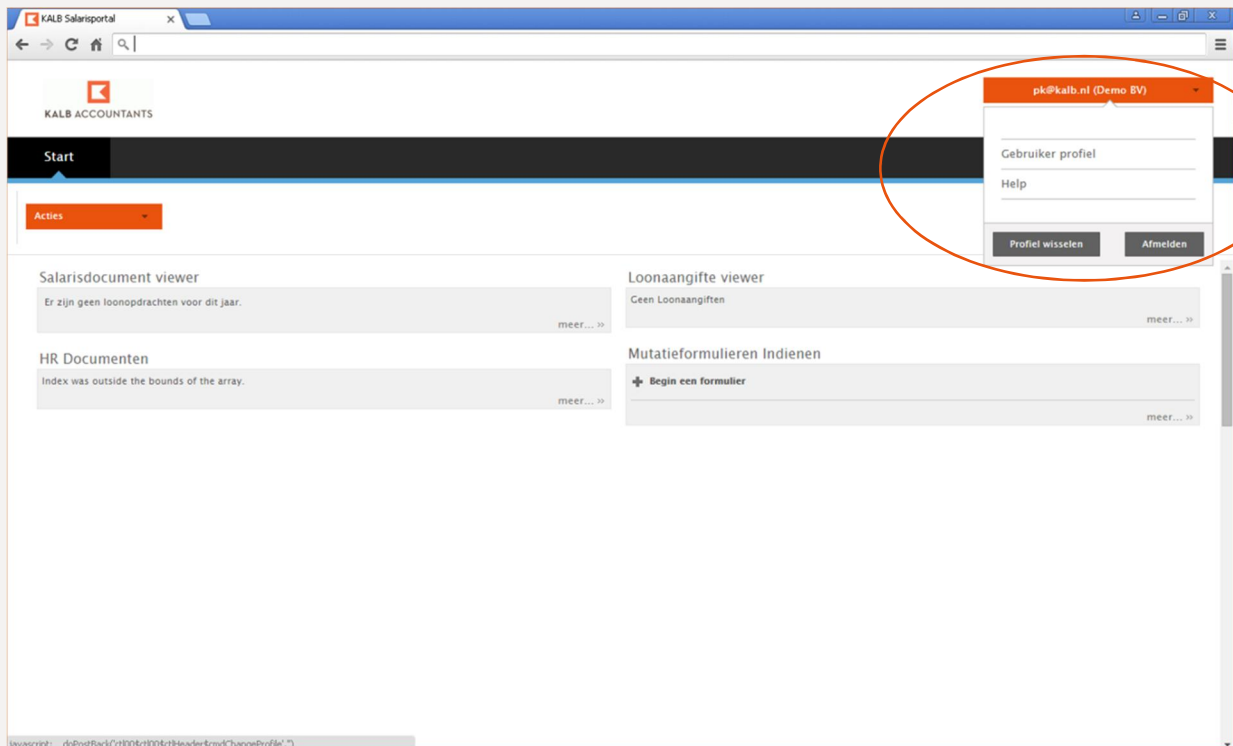 KALB Salarisportal
KALB ACCOUNTANTS
pk@kalb.nl (Demo BV)
Start
Gebruiker profiel
Help
Profiel wisselen
Afmelden
Acties
Salarisdocument viewer
Er zijn geen loonopdrachten voor dit jaar.
meer... »
Loonaangifte viewer
Geen Loonaangiften
meer... »
HR Documenten
Index was outside the bounds of the array.
meer... »
Mutatieformulieren Indienen
Begin een formulier
meer... »